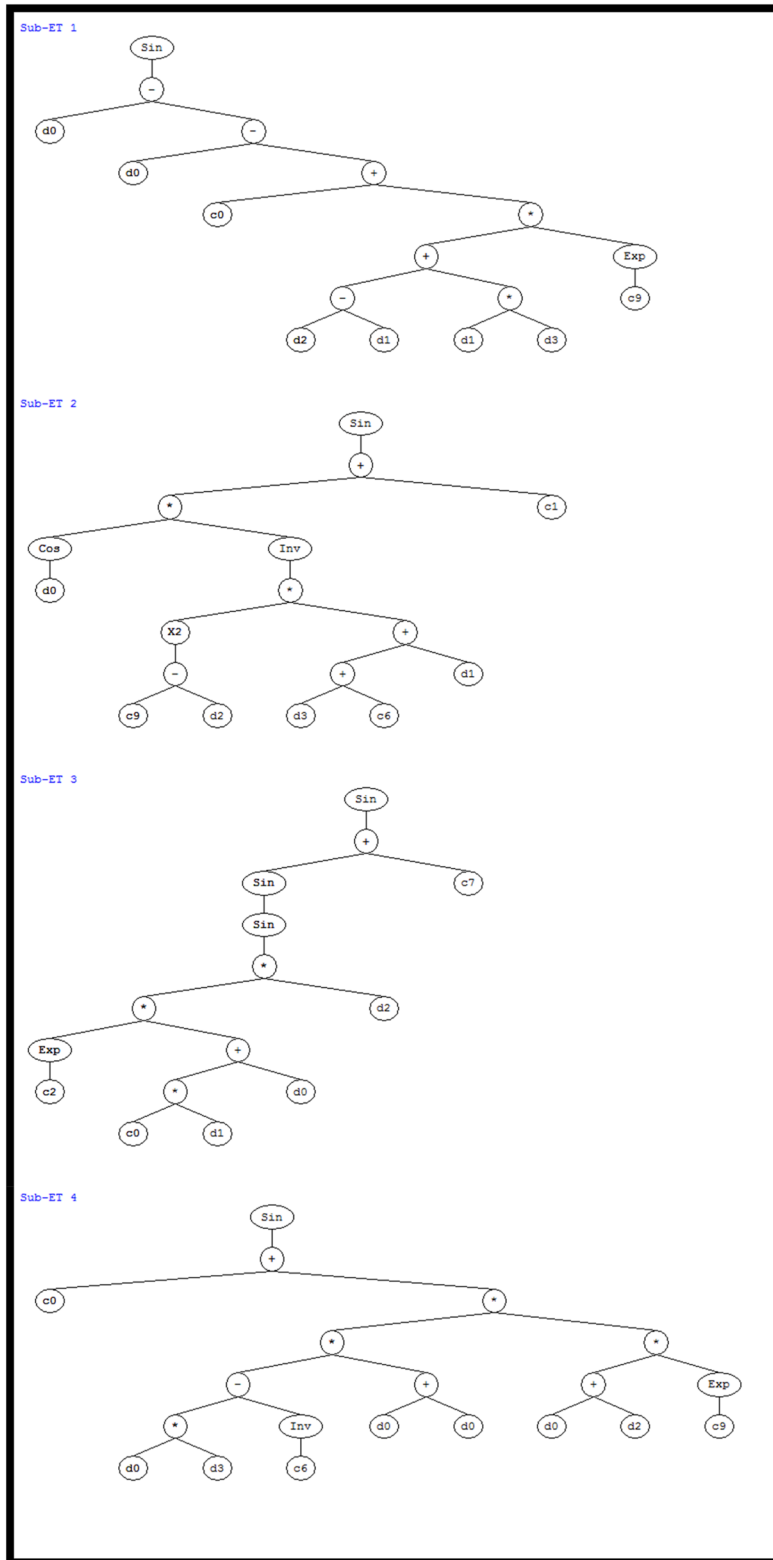 Sub-ET 1
Sin
-
d0 -
d0 +
c0 *
+ Exp
- * c9
d2 d1 d1 d3
Sub-ET 2
Sin
+
* c1
Cos Inv
d0 *
X2 +
- + d1
c9 d2 d3 c6
Sub-ET 3
Sin
+
Sin c7
Sin
*
* d2
Exp +
c2 * d0
c0 d1
Sub-ET 4
Sin
+
c0 *
* *
- + + Exp
* Inv d0 d0 d0 d2 c9
d0 d3 c6